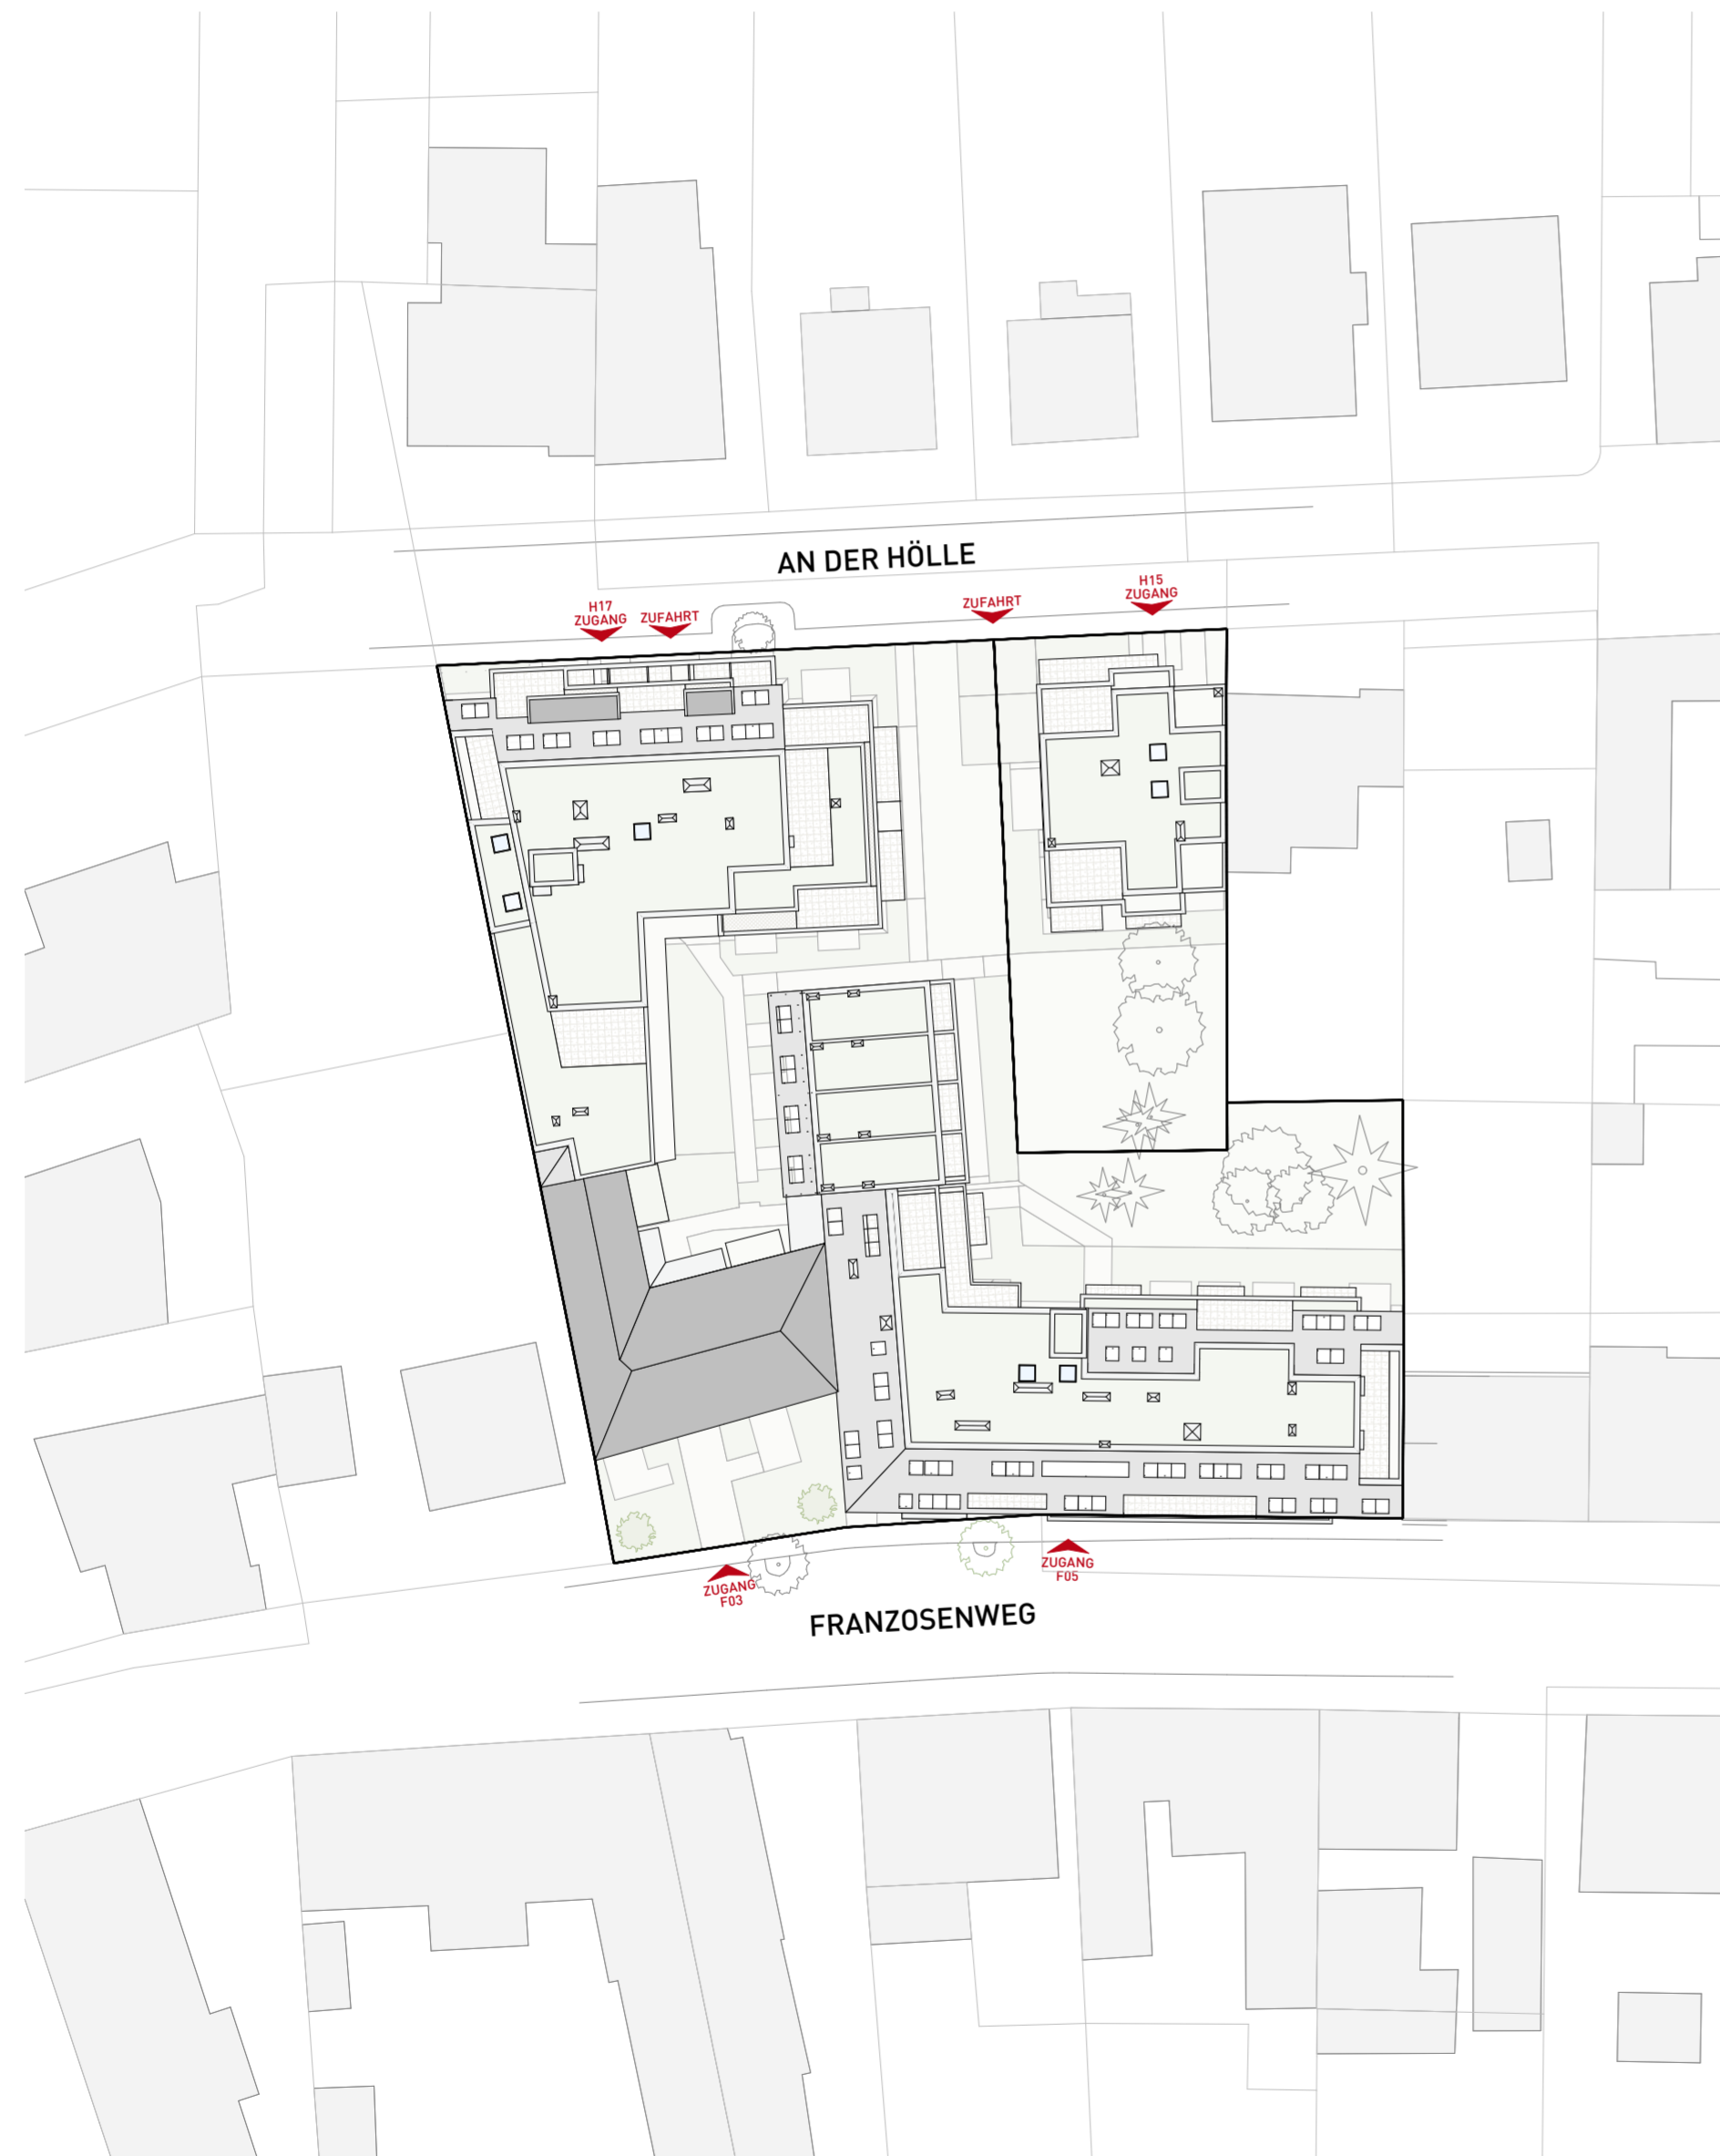 AN DER HÖLLE
H17
ZUGANG
ZUFAHRT
ZUFAHRT
H15
ZUGANG
ZUGANG
F03
ZUGANG
F05
FRANZOSENWEG